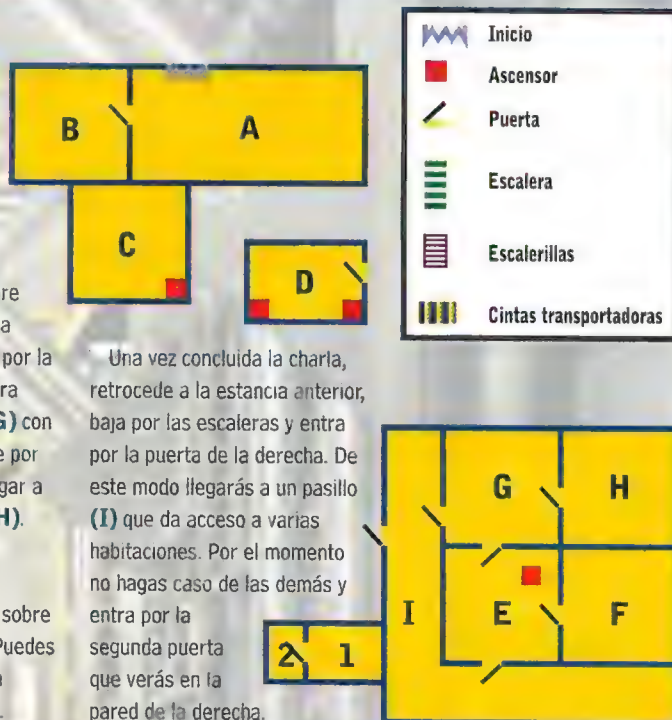 Inicio
Ascensor
Puerta
Escalera
Escalerillas
Cintas transportadoras
B
A
C
D
re
a
por la
ra
G) con
e por
gar a
H).
sobre
Puedes
a
Una vez concluida la charla,
retrocede a la estancia anterior,
baja por las escaleras y entra
por la puerta de la derecha. De
este modo llegarás a un pasillo
(I) que da acceso a varias
habitaciones. Por el momento
no hagas caso de las demás y
entra por la
segunda puerta
que verás en la
pared de la derecha.
G
H
I
E
F
2
1